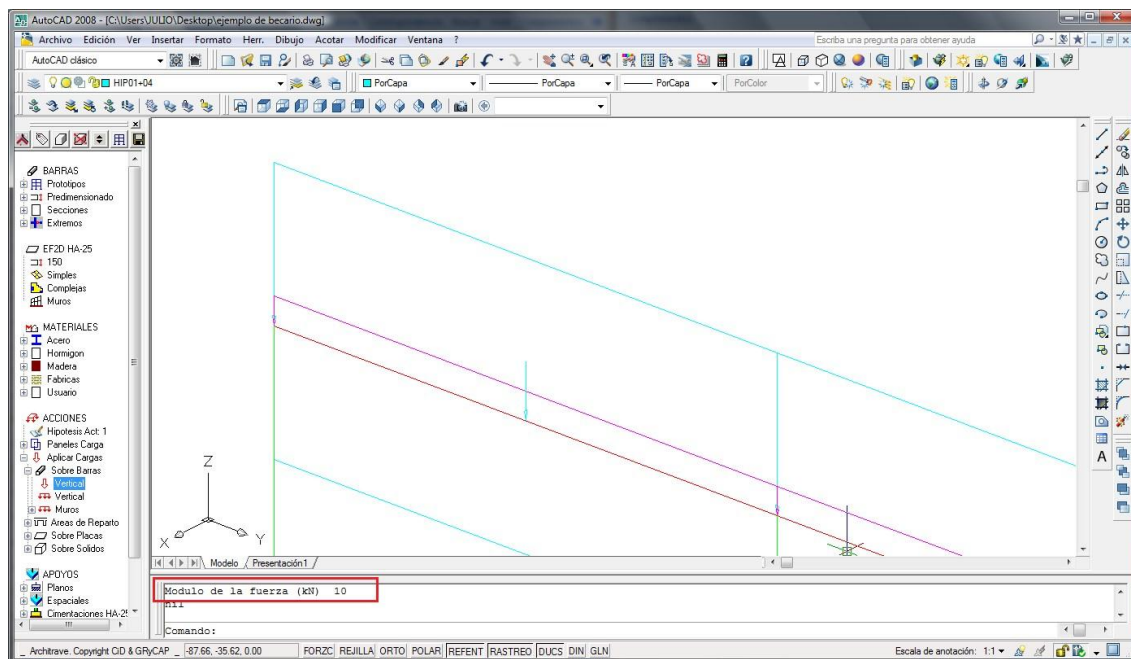 AutoCAD 2008 - [C:\Users\JULIO\Desktop\ejemplo de becario.dwg]
Archivo Edición Ver Insertar Formato Herr. Dibujo Acotar Modificar Ventana ?
Escriba una pregunta para obtener ayuda
AutoCAD clásico
HIP01+04
PorCapa
PorCapa
PorCapa
PorColor
BARRAS
Prototipos
Predimensionado
Secciones
Extremos
EF2D HA-25
150
Simples
Complejas
Muros
MATERIALES
Acero
Hormigon
Madera
Fabricas
Usuario
ACCIONES
Hipotesis Act: 1
Paneles Carga
Aplicar Cargas
Sobre Barras
Vertical
Vertical
Muros
Areas de Reparto
Sobre Placas
Sobre Solidos
APOYOS
Planos
Espaciales
Cimentaciones HA-25
Z
X
Y
A
Modelo
Presentación1
Modulo de la fuerza (kN) 10
nil
Comando:
_ Architrave. Copyright CiD & GRyCAP _
-87.66, -35.62, 0.00
FORZC REJILLA ORTO POLAR REFENT RASTREO DUCS DIN GLN
Escala de anotación: 1:1